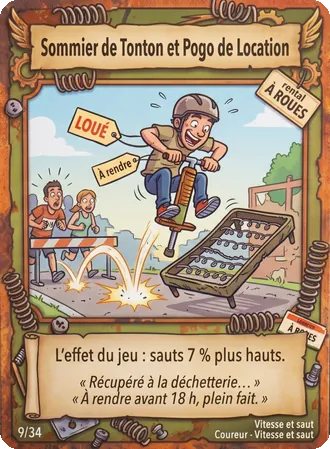 Sommier de Tonton et Pogo de Location
rental
À ROUES
LOUÉ
À rendre
À ROUES
L'effet du jeu : sauts 7 % plus hauts.
« Récupéré à la déchetterie… »
« À rendre avant 18 h, plein fait. »
9/34
Vitesse et saut
Coureur - Vitesse et saut